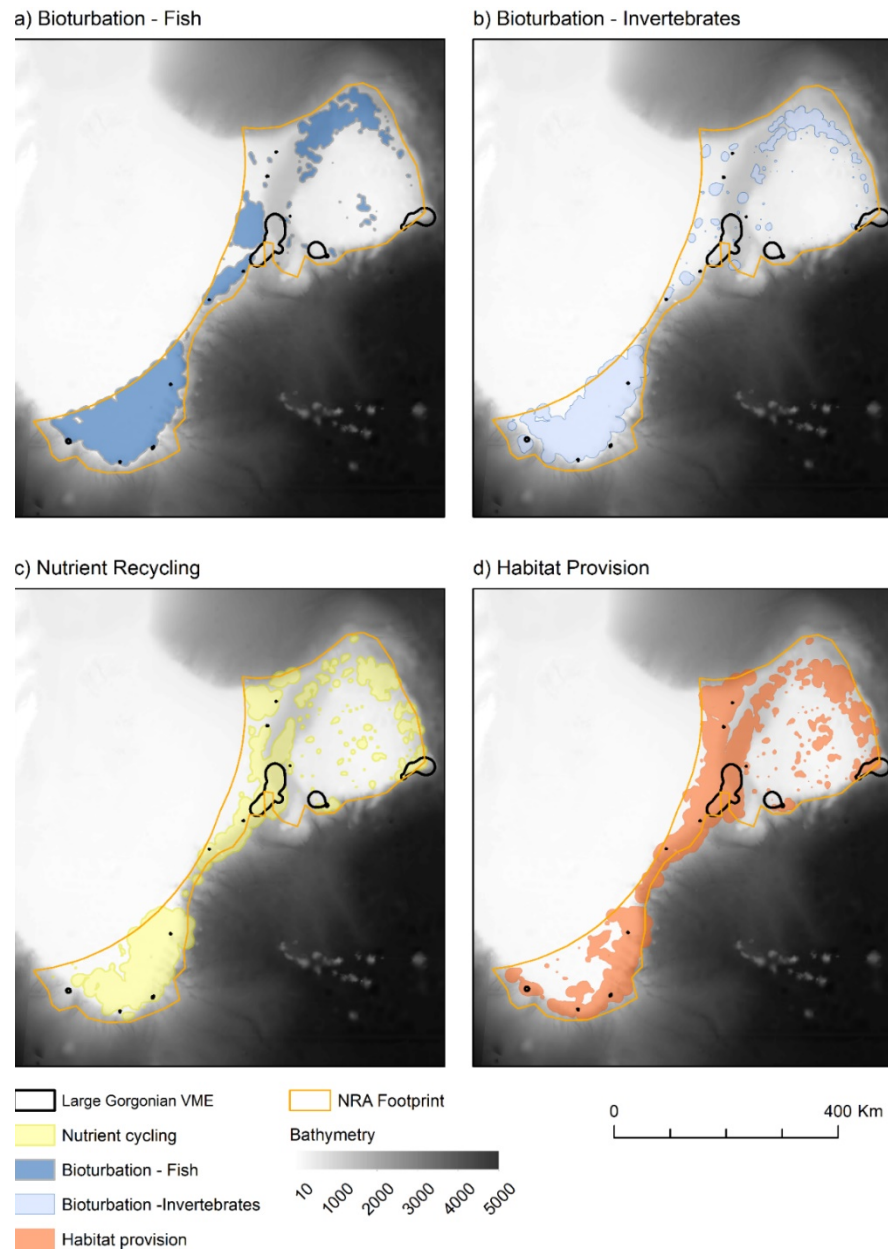 a) Bioturbation - Fish
b) Bioturbation - Invertebrates
c) Nutrient Recycling
d) Habitat Provision
Large Gorgonian VME
Nutrient cycling
Bioturbation - Fish
Bioturbation -Invertebrates
Habitat provision
NRA Footprint
Bathymetry
10 1000 2000 3000 4000 5000
0 400 Km